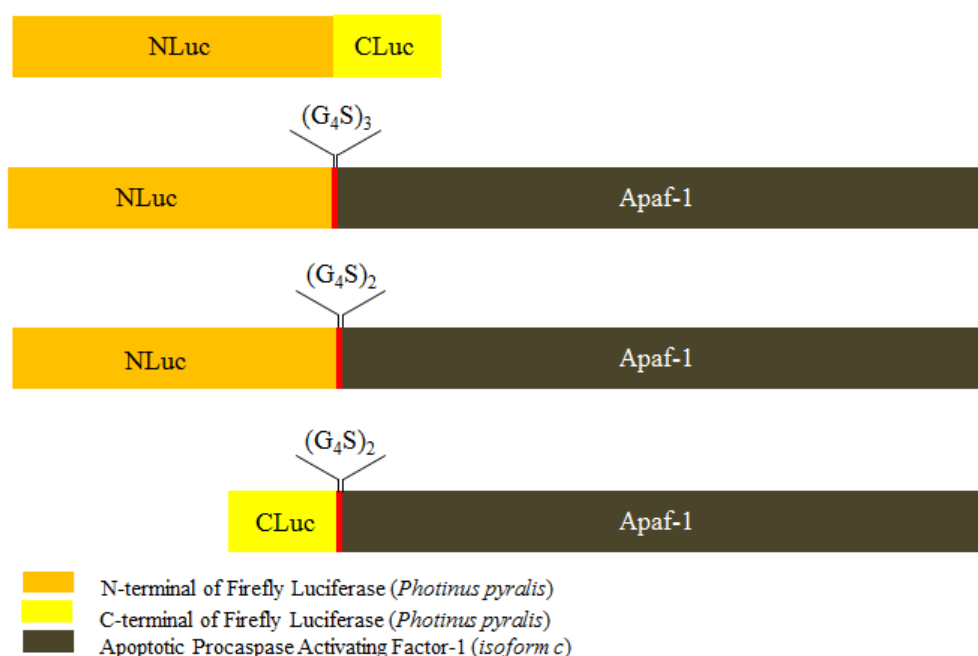 NLuc CLuc
(G₄S)₃
NLuc Apaf-1
(G₄S)₂
NLuc Apaf-1
(G₄S)₂
CLuc Apaf-1
N-terminal of Firefly Luciferase (Photinus pyralis)
C-terminal of Firefly Luciferase (Photinus pyralis)
Apoptotic Procaspase Activating Factor-1 (isoform c)